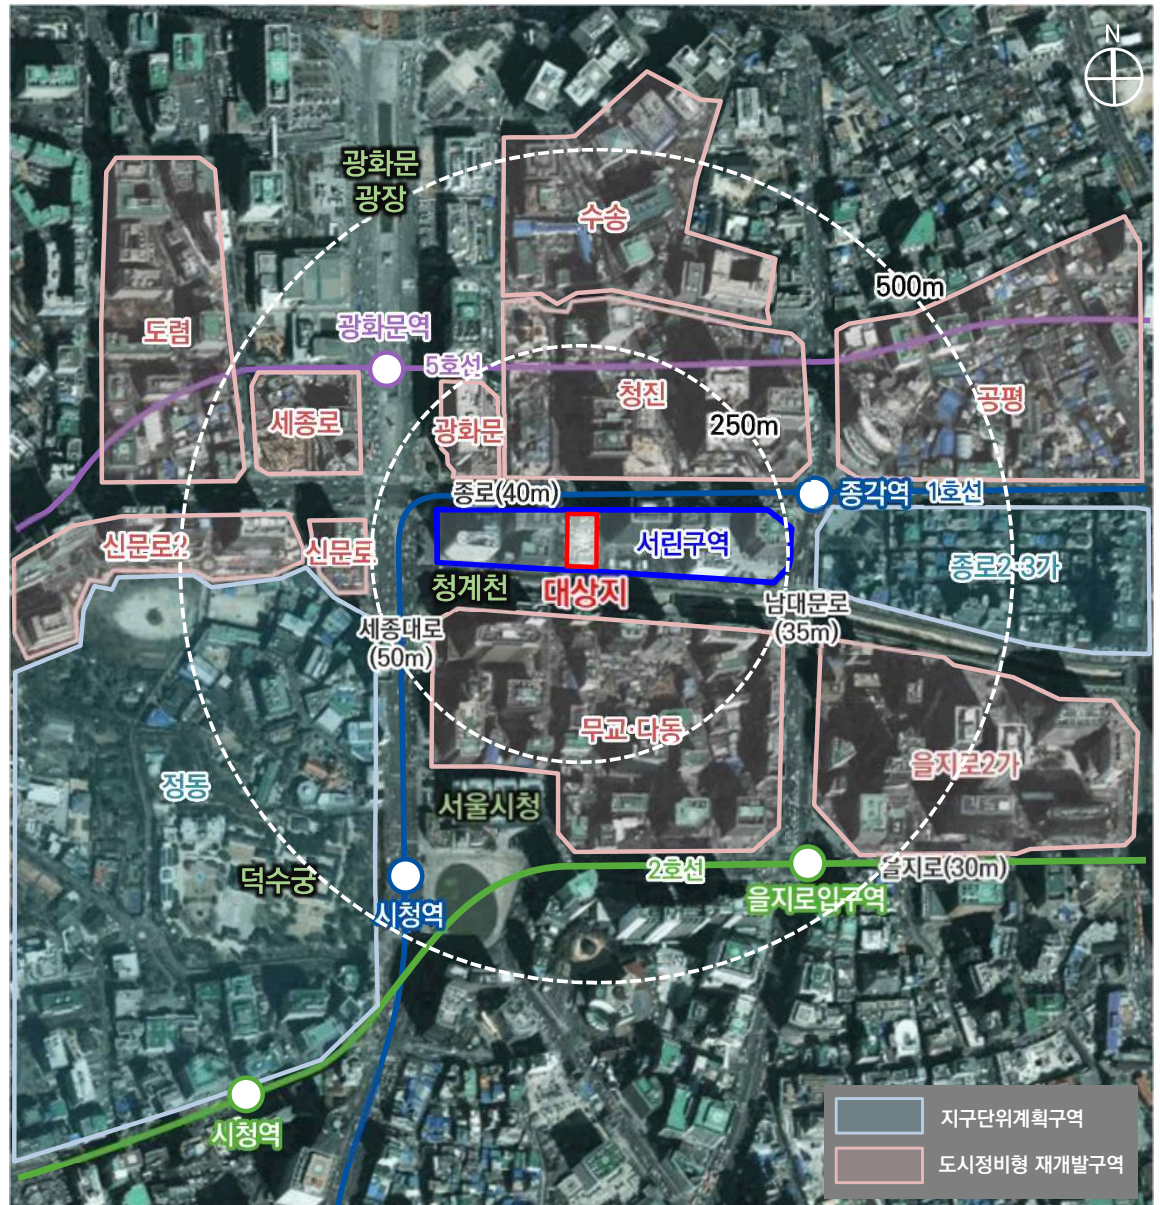 N
광화문
광장
수송
500m
도렴
광화문역
5호선
청진
세종로
광화문
250m
공평
종로(40m)
종각역 1호선
신문로2
신문로
서린구역
종로2·3가
청계천
대상지
남대문로
(35m)
세종대로
(50m)
무교·다동
을지로2가
정동
서울시청
덕수궁
2호선
을지로(30m)
을지로입구역
시청역
시청역
지구단위계획구역
도시정비형 재개발구역